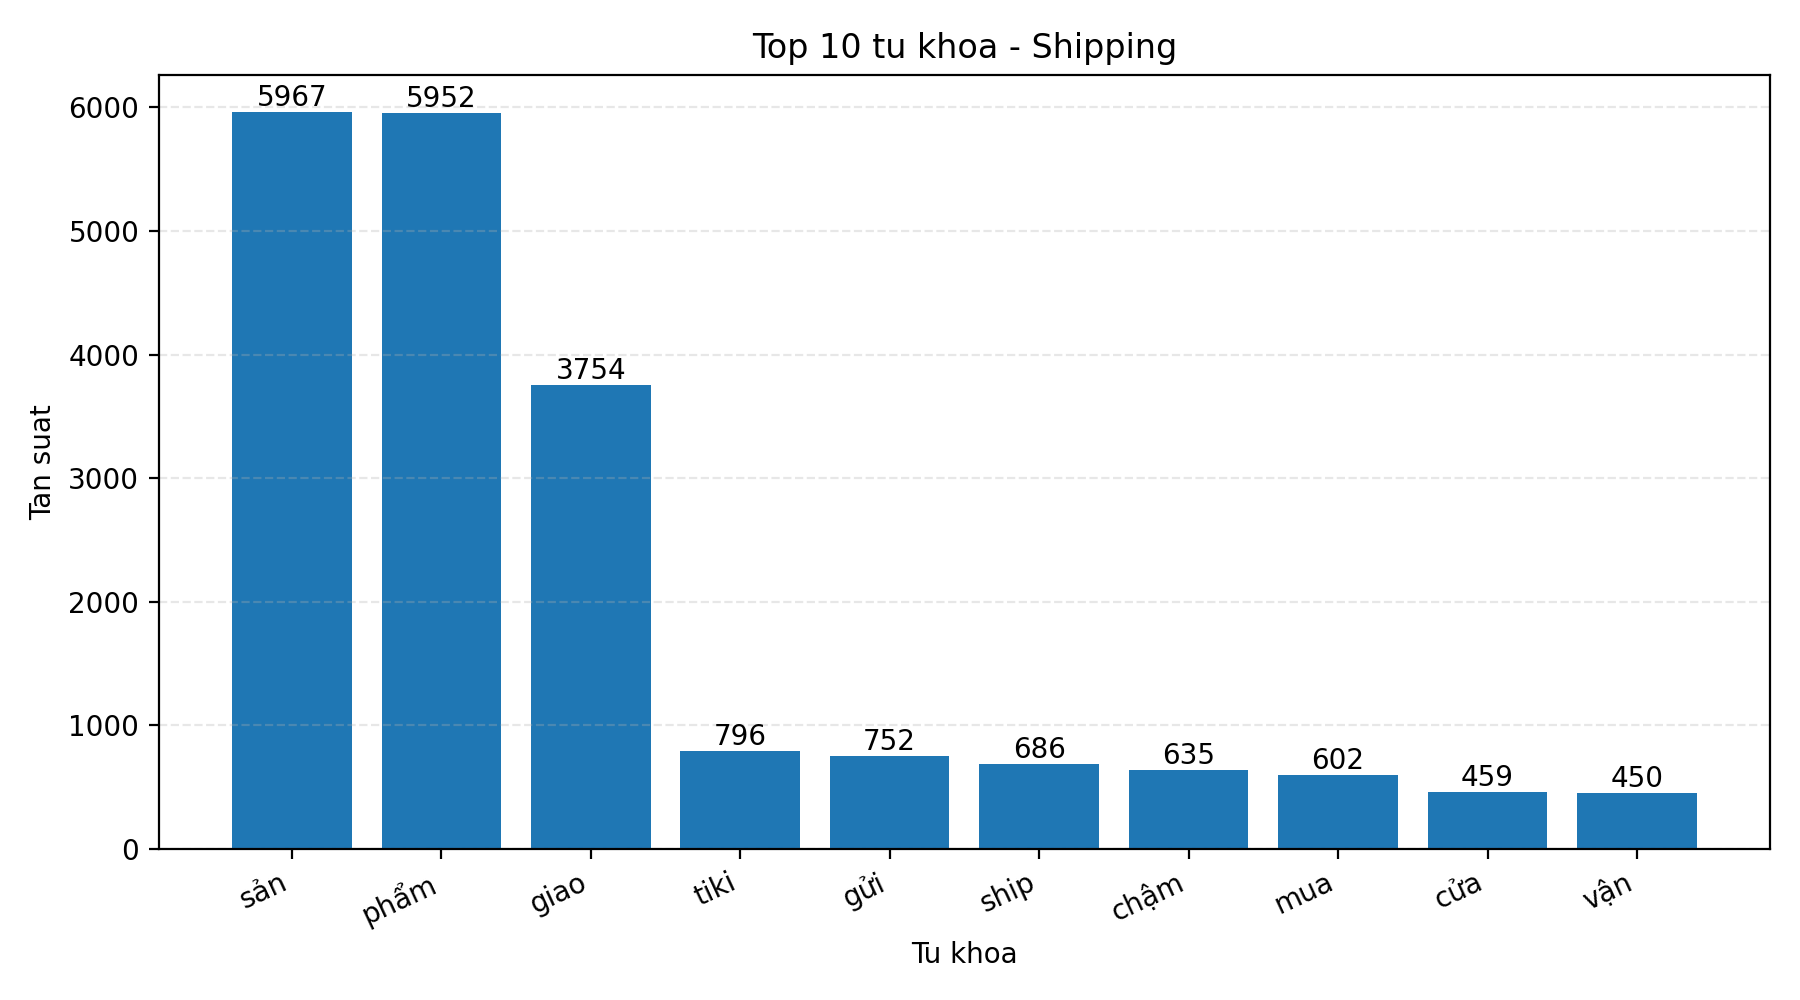 Top 10 tu khoa - Shipping
6000
5000
4000
3000
2000
1000
0
Tan suat
5967
5952
3754
796
752
686
635
602
459
450
sản
phẩm
giao
tiki
gửi
ship
chậm
mua
cửa
vận
Tu khoa